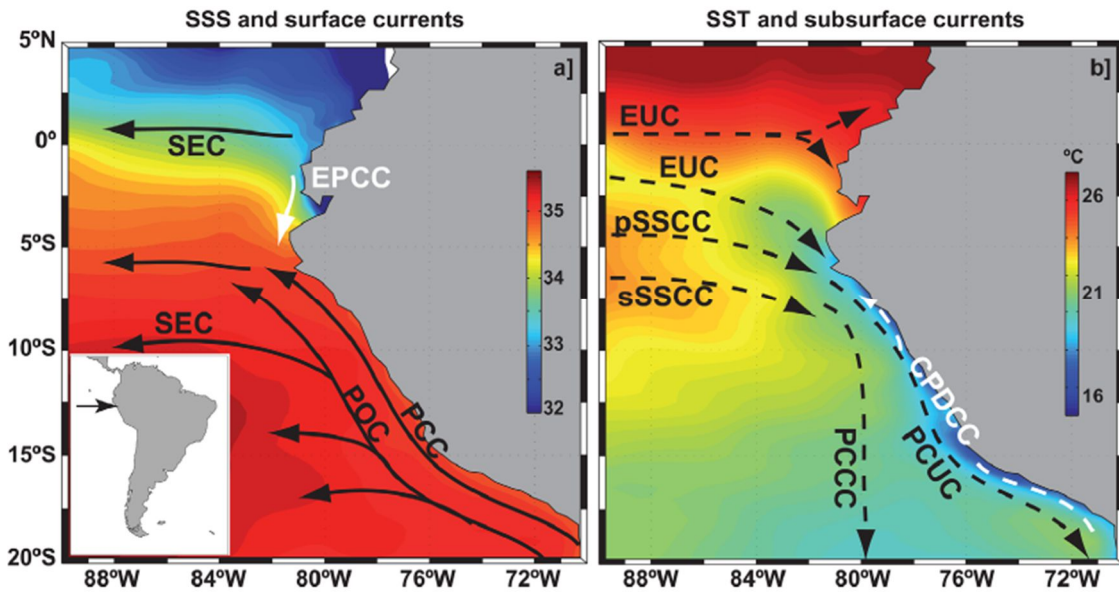 SSS and surface currents
SST and subsurface currents
5ºN
0º
5ºS
10ºS
15ºS
20ºS
a]
SEC
EPCC
SEC
POC
PCC
35
34
33
32
88ºW
84ºW
80ºW
76ºW
72ºW
b]
EUC
EUC
pSSCC
sSSCC
CPDCC
PCUC
PCCC
ºC
26
21
16
88ºW
84ºW
80ºW
76ºW
72ºW